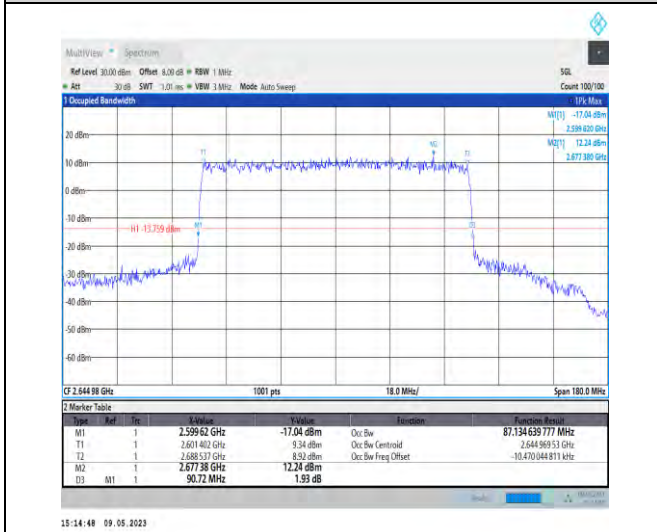 MultiView Spectrum
Ref Level 30.00 dBm Offset 8.00 dB RBW 1 MHz SGL
Att 30 dB SWT 1.01 ms VBW 3 MHz Mode Auto Sweep Count 100/100
1 Occupied Bandwidth 1Pk Max
M1[1] -17.04 dBm
2.599 620 GHz
M2[1] 12.24 dBm
2.677 380 GHz
20 dBm
M2
T1 T2
10 dBm
0 dBm
-10 dBm
H1 -13.759 dBm M1 D3
-20 dBm
-30 dBm
-40 dBm
-50 dBm
-60 dBm
CF 2.644 98 GHz 1001 pts 18.0 MHz/ Span 180.0 MHz
2 Marker Table
Type Ref Trc X-Value Y-Value Function Function Result
M1 1 2.599 62 GHz -17.04 dBm Occ Bw 87.134 639 777 MHz
T1 1 2.601 402 GHz 9.34 dBm Occ Bw Centroid 2.644 969 53 GHz
T2 1 2.688 537 GHz 8.92 dBm Occ Bw Freq Offset -10.470 044 811 kHz
M2 1 2.677 38 GHz 12.24 dBm
D3 M1 1 90.72 MHz 1.93 dB
15:14:48 09.05.2023